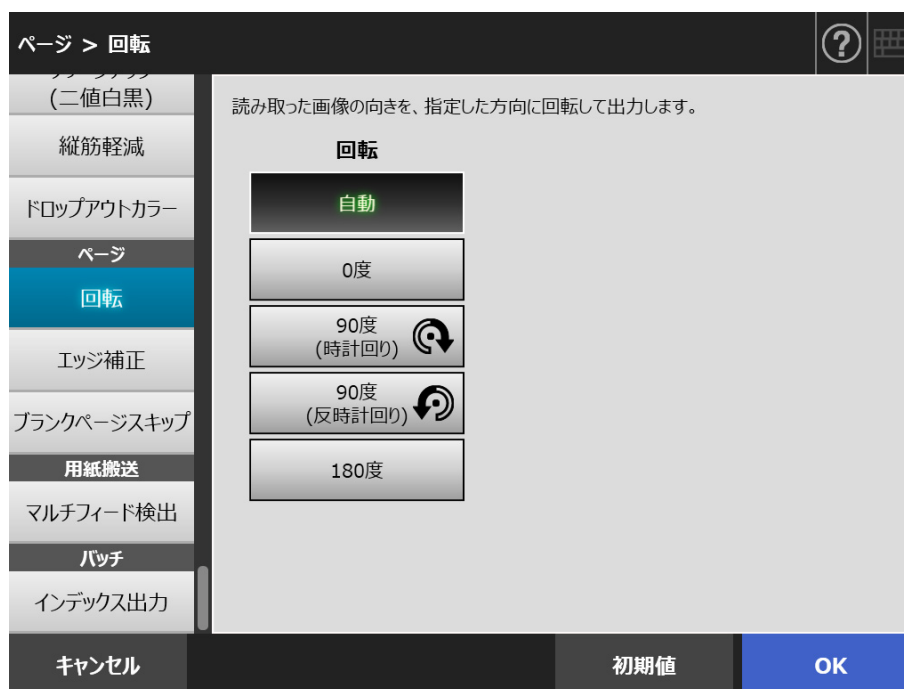 ページ > 回転
?
(二値白黒)
縦筋軽減
ドロップアウトカラー
ページ
回転
エッジ補正
ブランクページスキップ
用紙搬送
マルチフィード検出
バッチ
インデックス出力
読み取った画像の向きを、指定した方向に回転して出力します。
回転
自動
0度
90度
(時計回り)
90度
(反時計回り)
180度
キャンセル
初期値
OK